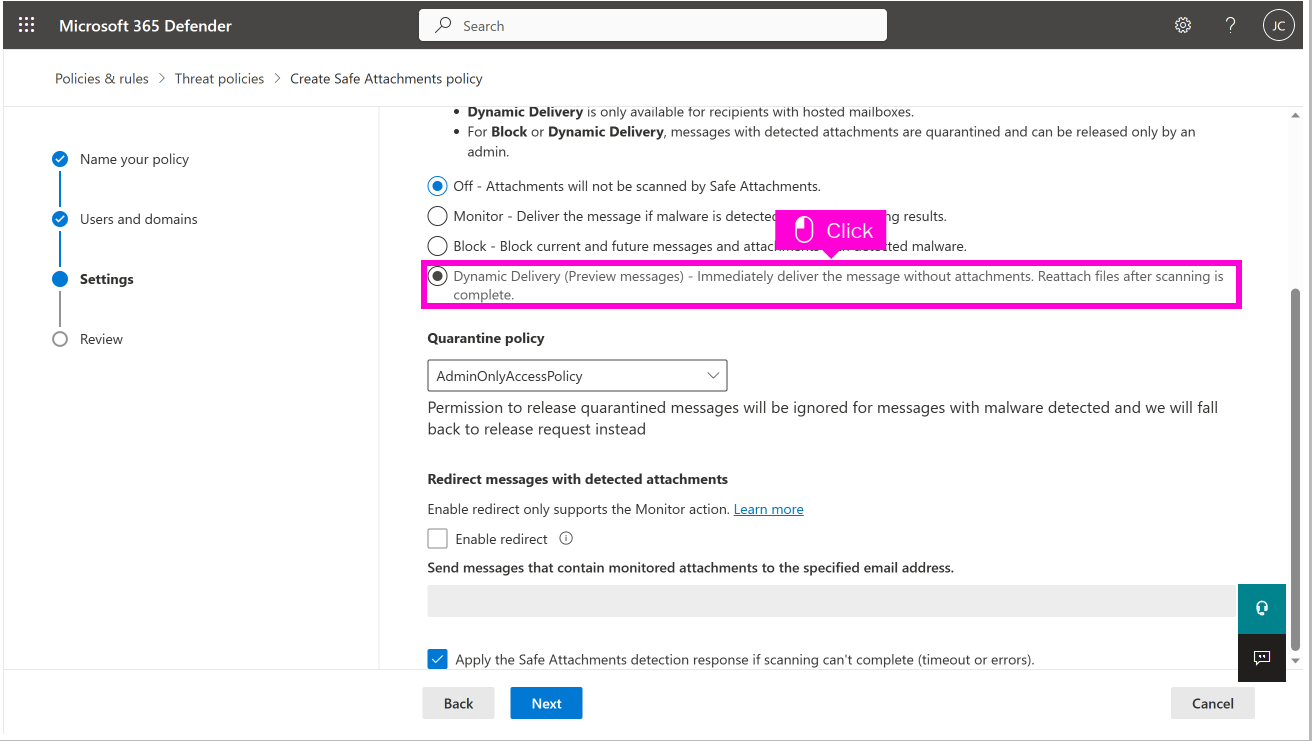 Microsoft 365 Defender
Search
JC
Policies & rules > Threat policies > Create Safe Attachments policy
Name your policy
Users and domains
Settings
Review
• Dynamic Delivery is only available for recipients with hosted mailboxes.
• For Block or Dynamic Delivery, messages with detected attachments are quarantined and can be released only by an
admin.
Off - Attachments will not be scanned by Safe Attachments.
Monitor - Deliver the message if malware is detected ng results.
Click
Block - Block current and future messages and attachments with detected malware.
Dynamic Delivery (Preview messages) - Immediately deliver the message without attachments. Reattach files after scanning is
complete.
Quarantine policy
AdminOnlyAccessPolicy
Permission to release quarantined messages will be ignored for messages with malware detected and we will fall
back to release request instead
Redirect messages with detected attachments
Enable redirect only supports the Monitor action. Learn more
Enable redirect
Send messages that contain monitored attachments to the specified email address.
Apply the Safe Attachments detection response if scanning can't complete (timeout or errors).
Back
Next
Cancel